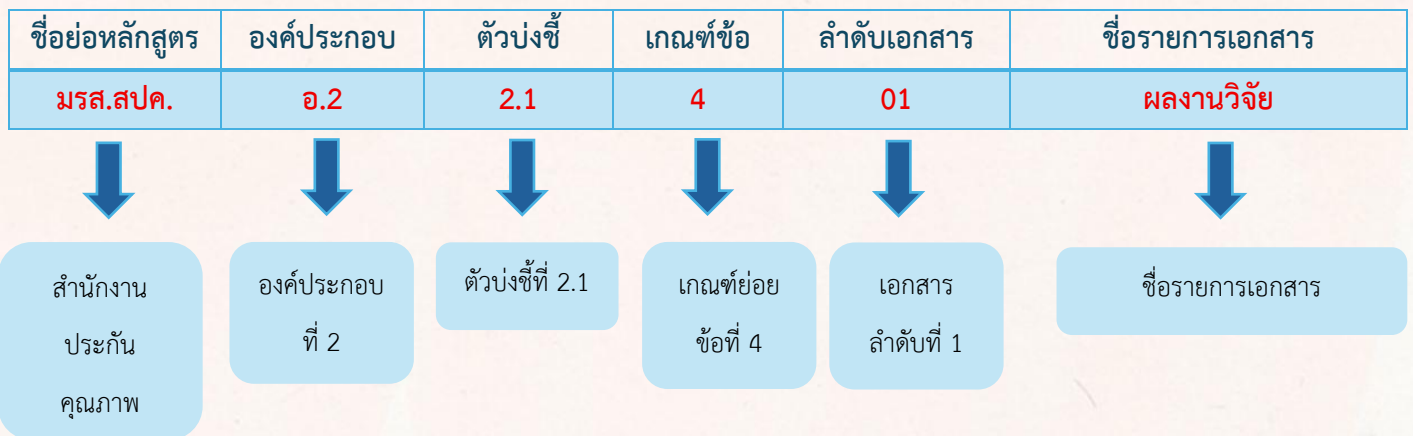 ชื่อย่อหลักสูตร องค์ประกอบ ตัวบ่งชี้ เกณฑ์ข้อ ลำดับเอกสาร ชื่อรายการเอกสาร
มรส.สปค. อ.2 2.1 4 01 ผลงานวิจัย
สำนักงาน
ประกัน
คุณภาพ
องค์ประกอบ
ที่ 2
ตัวบ่งชี้ที่ 2.1
เกณฑ์ย่อย
ข้อที่ 4
เอกสาร
ลำดับที่ 1
ชื่อรายการเอกสาร